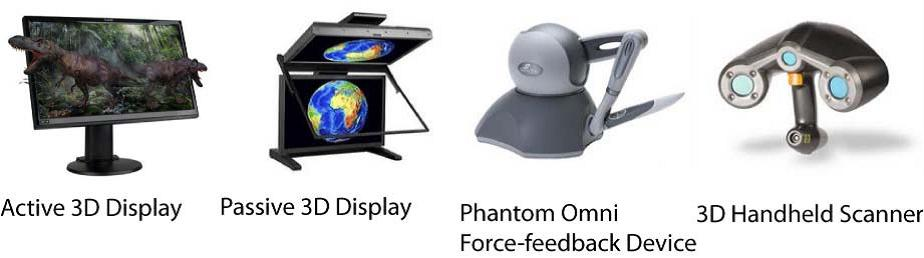 Active 3D Display
Passive 3D Display
Phantom Omni
Force-feedback Device
3D Handheld Scanner